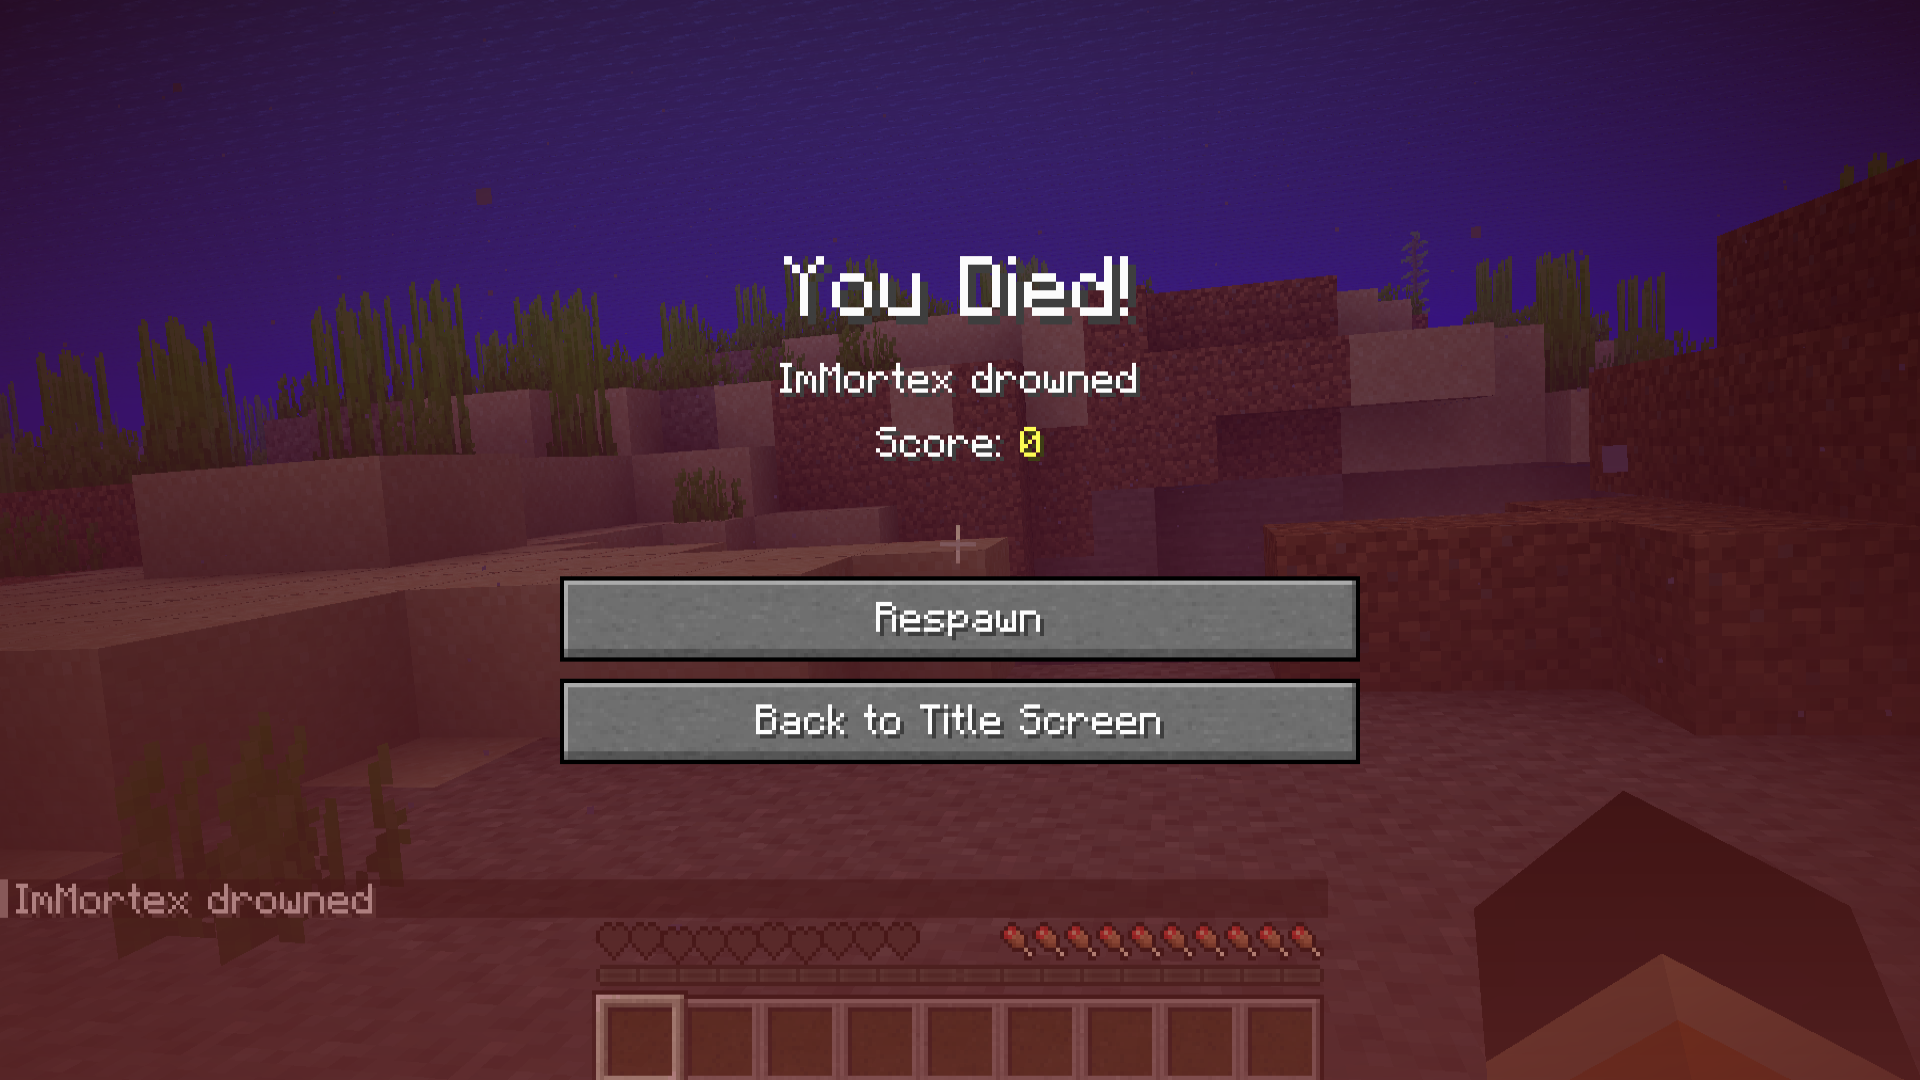 You Died!
ImMortex drowned
Score: 0
Respawn
Back to Title Screen
ImMortex drowned